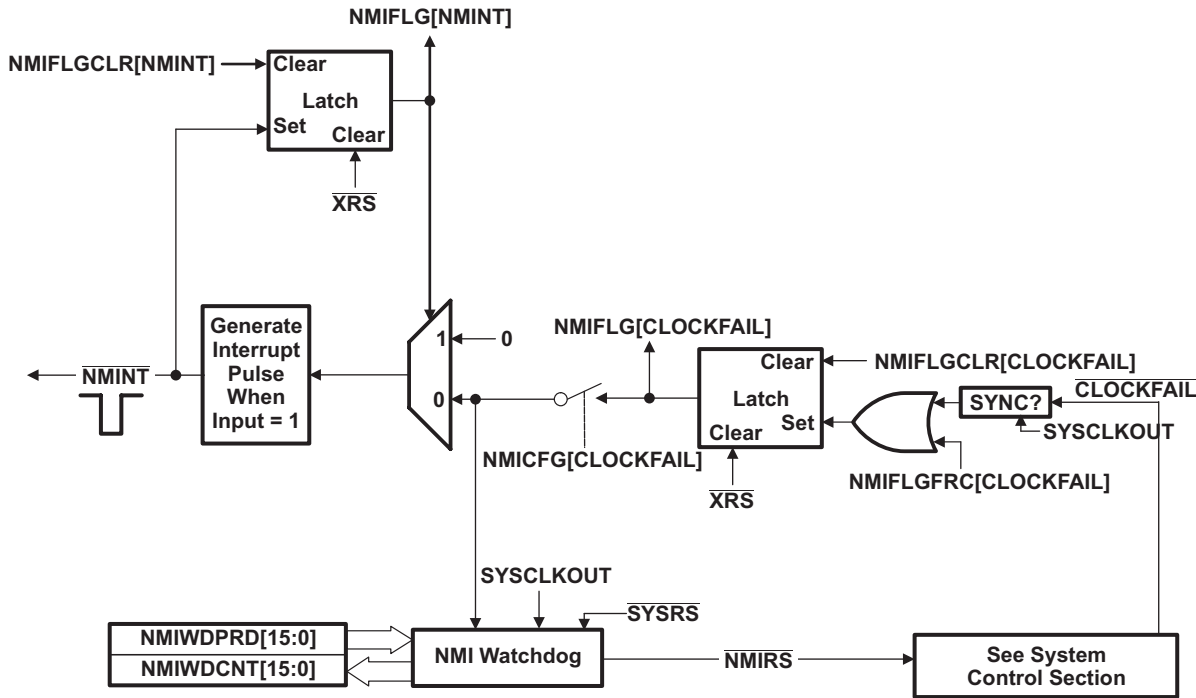 NMIFLG[NMINT]
NMIFLGCLR[NMINT]
Clear
Latch
Set
Clear
XRS
Generate
Interrupt
Pulse
When
Input = 1
NMINT
1
0
0
NMIFLG[CLOCKFAIL]
NMICFG[CLOCKFAIL]
Clear
Latch
Set
Clear
XRS
NMIFLGCLR[CLOCKFAIL]
CLOCKFAIL
SYNC?
SYSCLKOUT
NMIFLGFRC[CLOCKFAIL]
SYSCLKOUT
SYSRS
NMIWDPRD[15:0]
NMIWDCNT[15:0]
NMI Watchdog
NMIRS
See System
Control Section